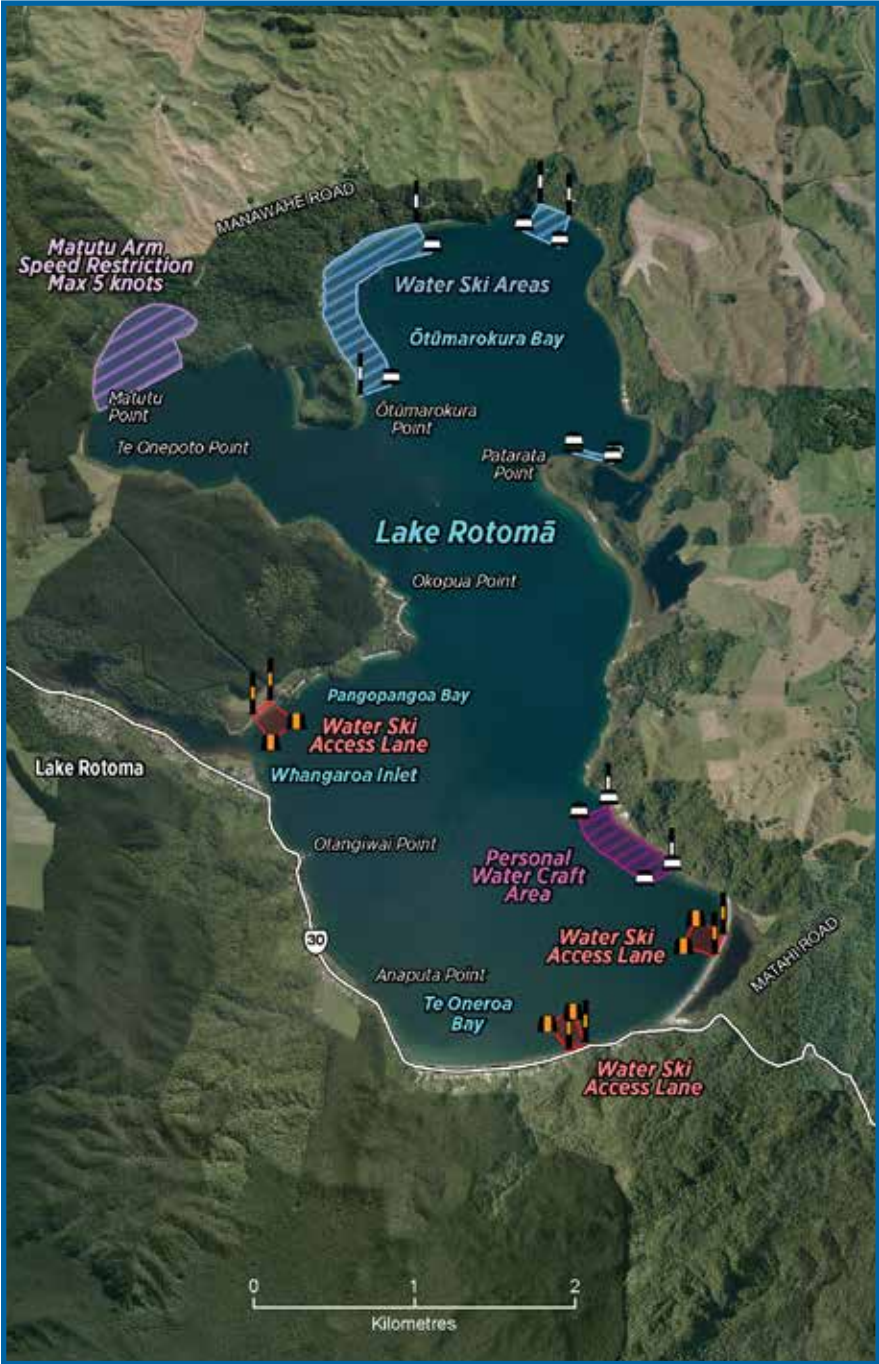 MANAWAHE ROAD
Matutu Arm
Speed Restriction
Max 5 knots
Water Ski Areas
Ōtūmarokura Bay
Matutu
Point
Ōtūmarokura
Point
Te Onepoto Point
Patarata
Point
Lake Rotomā
Okopua Point
Pangopangoa Bay
Water Ski
Access Lane
Lake Rotoma
Whangaroa Inlet
Otangiwai Point
Personal
Water Craft
Area
30
Water Ski
Access Lane
MATAHI ROAD
Anaputa Point
Te Oneroa
Bay
Water Ski
Access Lane
0 1 2
Kilometres